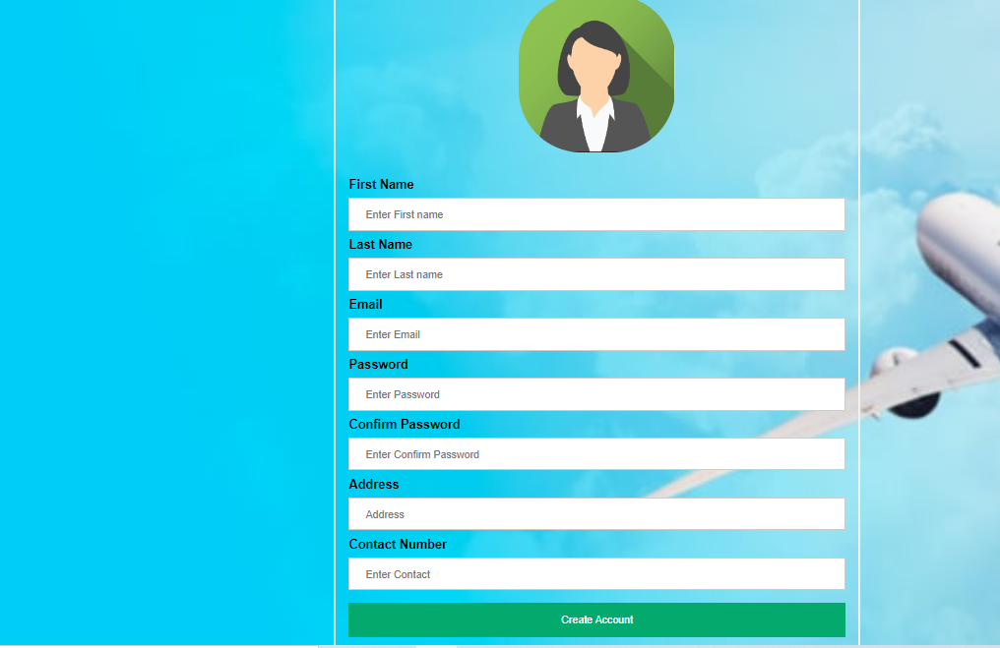 First Name
Enter First name
Last Name
Enter Last name
Email
Enter Email
Password
Enter Password
Confirm Password
Enter Confirm Password
Address
Address
Contact Number
Enter Contact
Create Account